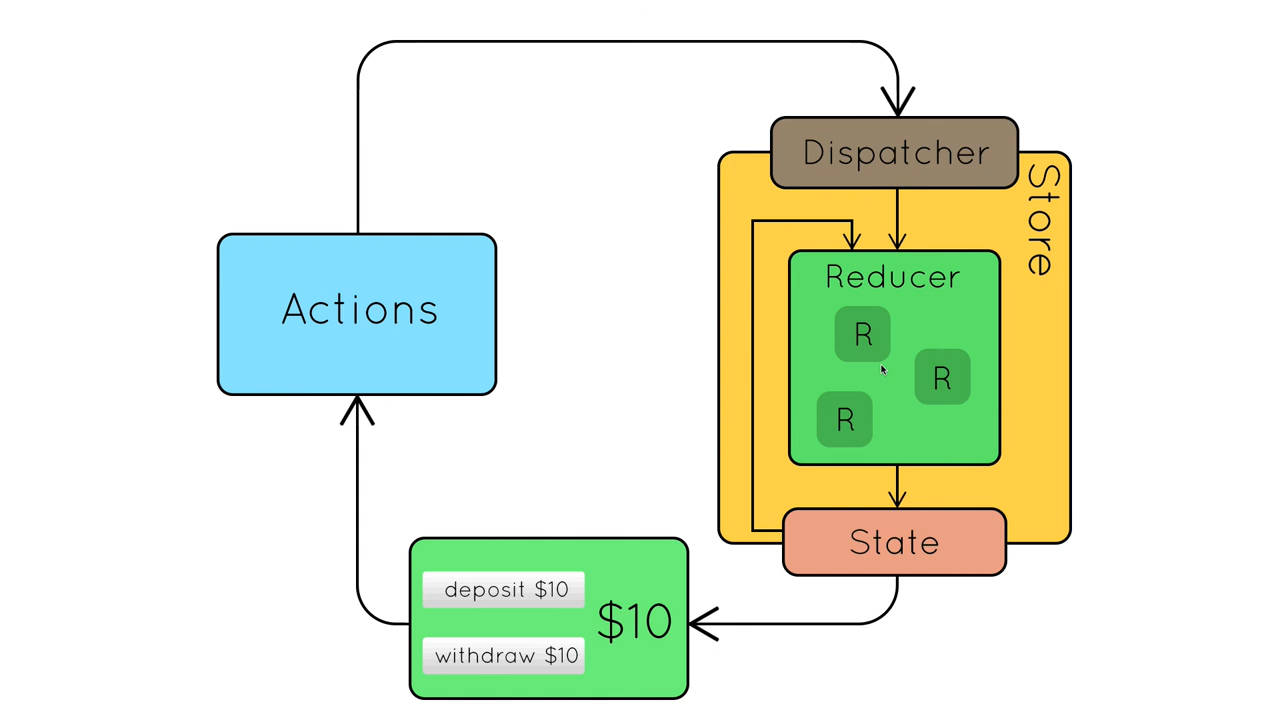 Dispatcher
Store
Reducer
Actions
R
R
R
State
deposit $10
$10
withdraw $10